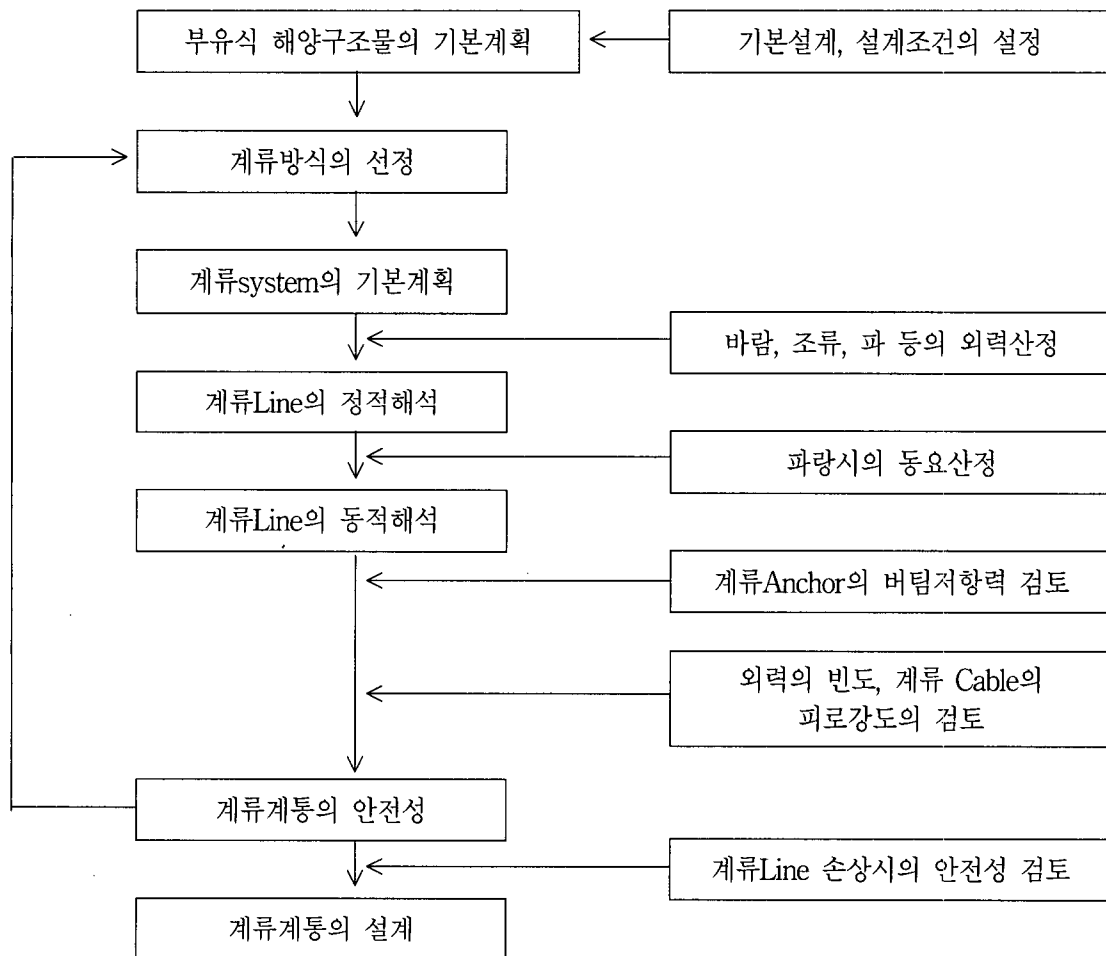 부유식 해양구조물의 기본계획
기본설계, 설계조건의 설정
계류방식의 선정
계류system의 기본계획
바람, 조류, 파 등의 외력산정
계류Line의 정적해석
파랑시의 동요산정
계류Line의 동적해석
계류Anchor의 버팀저항력 검토
외력의 빈도, 계류 Cable의
피로강도의 검토
계류계통의 안전성
계류Line 손상시의 안전성 검토
계류계통의 설계